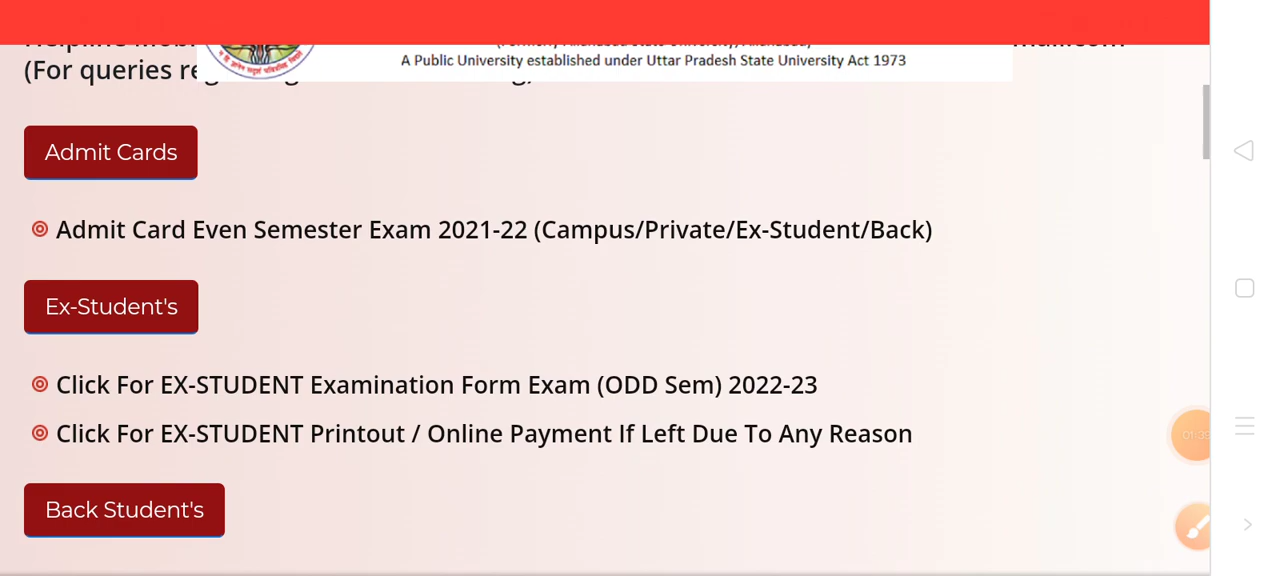 A Public University established under Uttar Pradesh State University Act 1973
(For queries
Admit Cards
Admit Card Even Semester Exam 2021-22 (Campus/Private/Ex-Student/Back)
Ex-Student's
Click For EX-STUDENT Examination Form Exam (ODD Sem) 2022-23
Click For EX-STUDENT Printout / Online Payment If Left Due To Any Reason
Back Student's